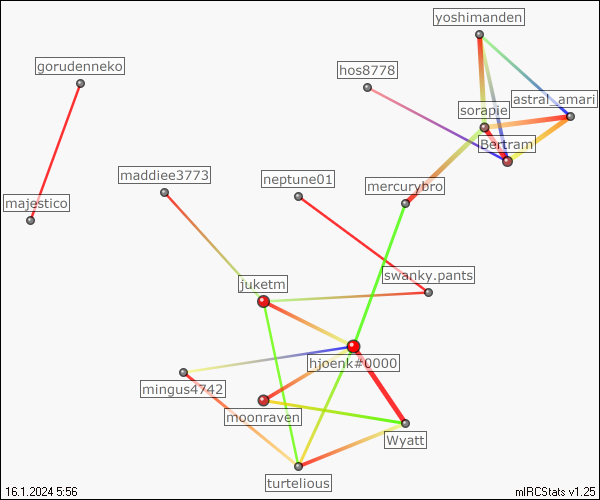 yoshimanden
gorudenneko
hos8778
astral_amari
sorapie
Bertram
maddiee3773
neptune01
mercurybro
majestico
swanky.pants
juketm
hjoenk#0000
mingus4742
moonraven
Wyatt
turtelious
16.1.2024 5:56
mIRCStats v1.25